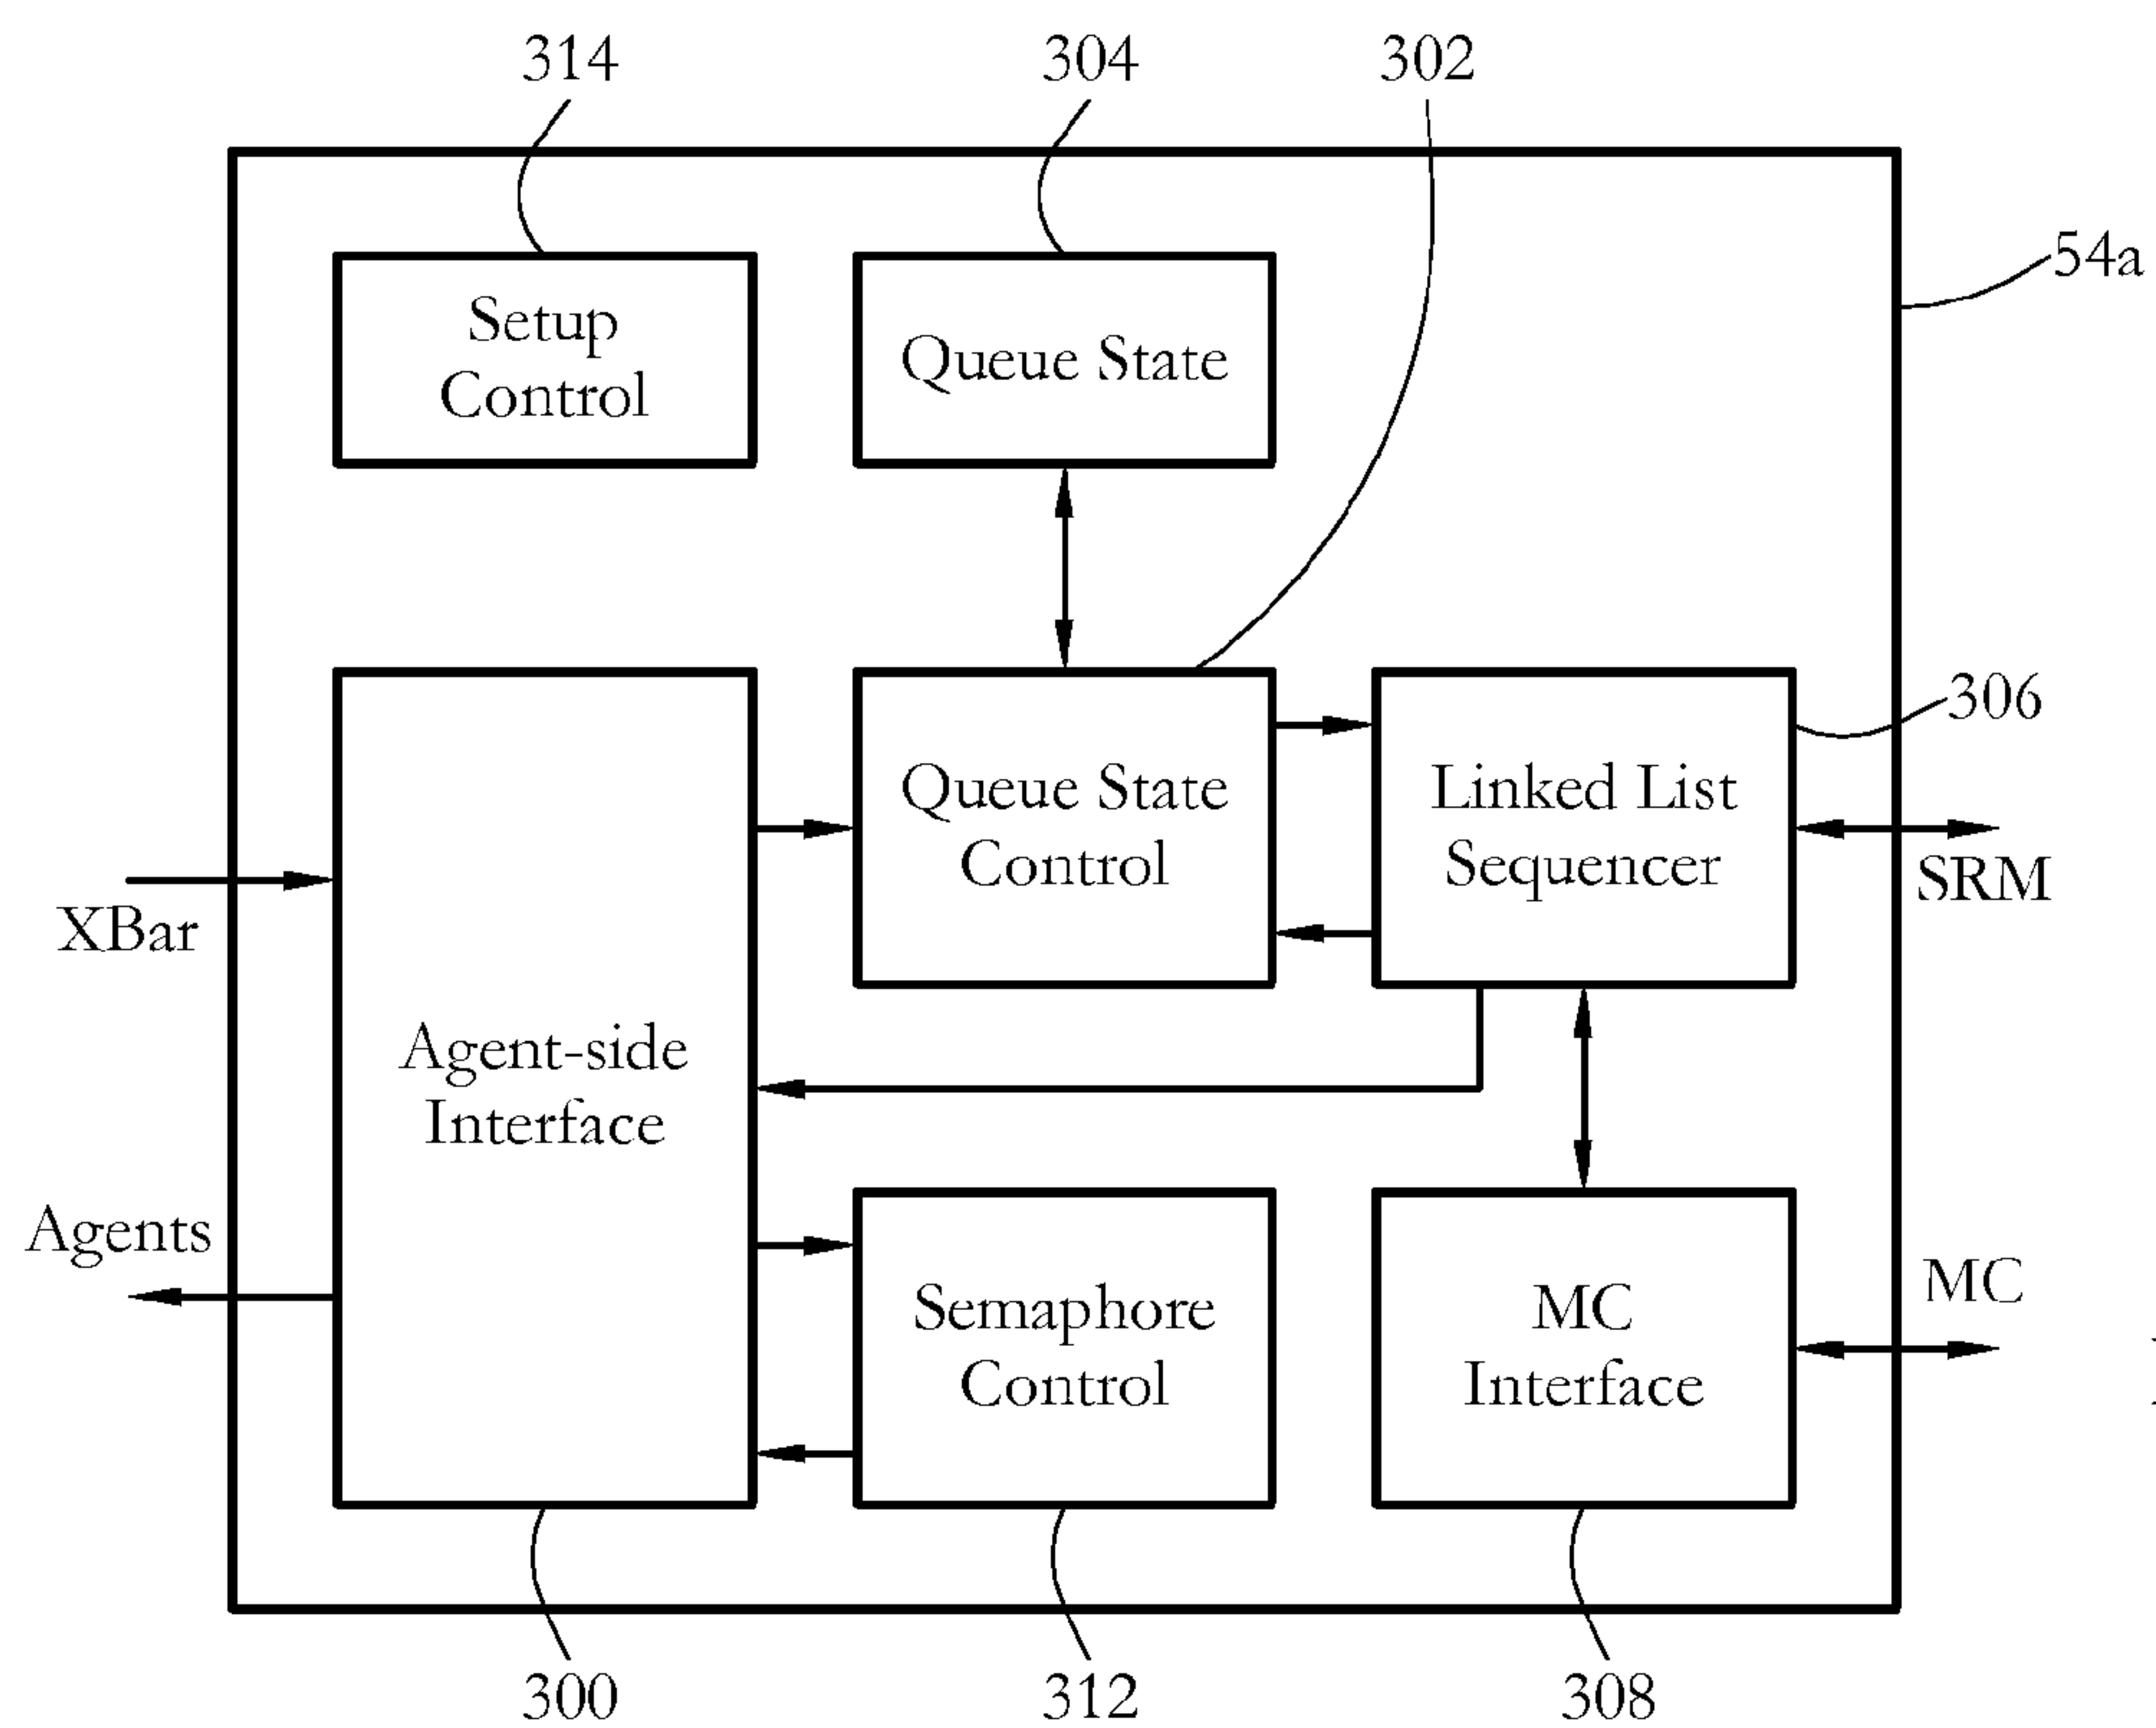 314
304
302
54a
Setup
Control
Queue State
306
Queue State
Control
Linked List
Sequencer
SRM
XBar
Agent-side
Interface
Agents
Semaphore
Control
MC
Interface
MC
300
312
308